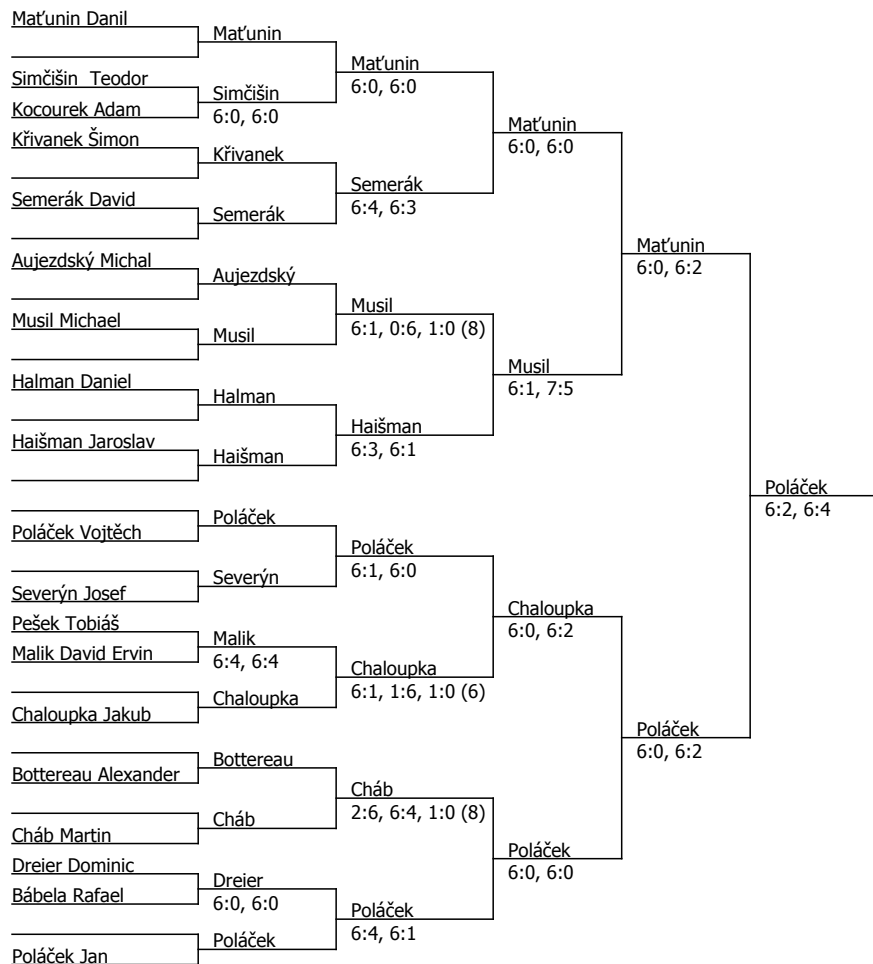 Maťunin Danil
Simčišin  Teodor
Kocourek Adam
Křivanek Šimon
Semerák David
Aujezdský Michal
Musil Michael
Halman Daniel
Haišman Jaroslav
Poláček Vojtěch
Severýn Josef
Pešek Tobiáš
Malik David Ervin
Chaloupka Jakub
Bottereau Alexander
Cháb Martin
Dreier Dominic
Bábela Rafael
Poláček Jan
Maťunin
Simčišin
6:0, 6:0
Křivanek
Semerák
Aujezdský
Musil
Halman
Haišman
Poláček
Severýn
Malik
6:4, 6:4
Chaloupka
Bottereau
Cháb
Dreier
6:0, 6:0
Poláček
Maťunin
6:0, 6:0
Semerák
6:4, 6:3
Musil
6:1, 0:6, 1:0 (8)
Haišman
6:3, 6:1
Poláček
6:1, 6:0
Chaloupka
6:1, 1:6, 1:0 (6)
Cháb
2:6, 6:4, 1:0 (8)
Poláček
6:4, 6:1
Maťunin
6:0, 6:0
Musil
6:1, 7:5
Chaloupka
6:0, 6:2
Poláček
6:0, 6:0
Maťunin
6:0, 6:2
Poláček
6:0, 6:2
Poláček
6:2, 6:4